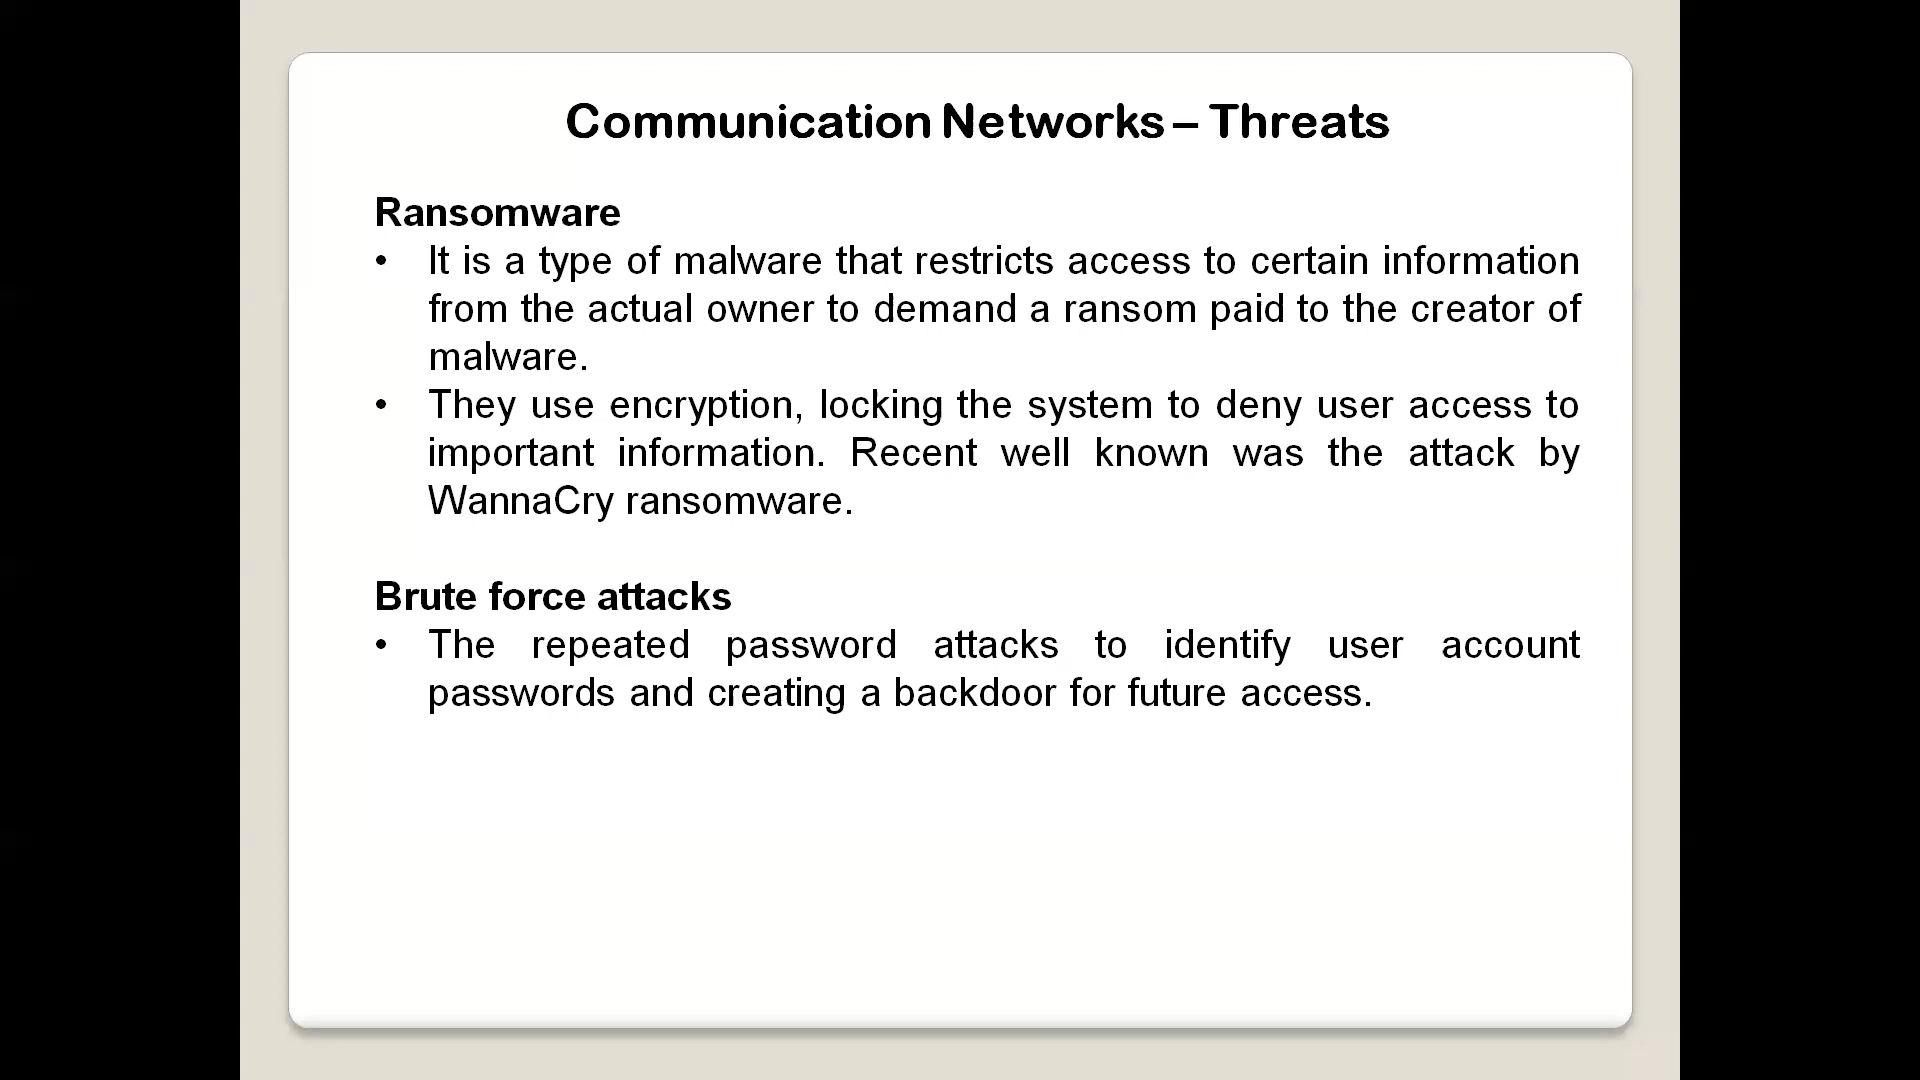 Communication Networks – Threats
Ransomware
• It is a type of malware that restricts access to certain information
from the actual owner to demand a ransom paid to the creator of
malware.
• They use encryption, locking the system to deny user access to
important information. Recent well known was the attack by
WannaCry ransomware.
Brute force attacks
• The repeated password attacks to identify user account
passwords and creating a backdoor for future access.